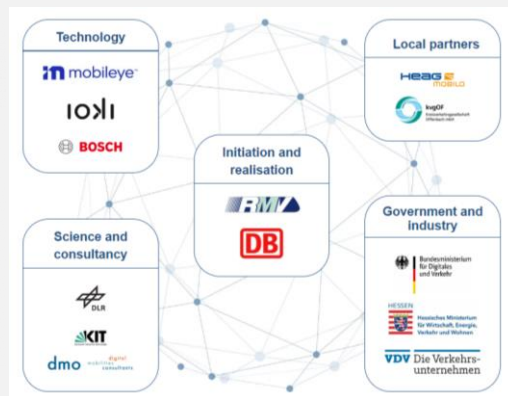 Technology
mobileye™
ioki
BOSCH
Local partners
HEAG
MOBILO
kvgOF
Initiation and
realisation
RMV
DB
Science and
consultancy
DLR
KIT
dmo
digital
mobilities
consultants
Government and
industry
Bundesministerium
für Digitales
und Verkehr
HESSEN
Hessisches Ministerium
für Wirtschaft, Energie,
Verkehr und Wohnen
VDV Die Verkehrs-
unternehmen